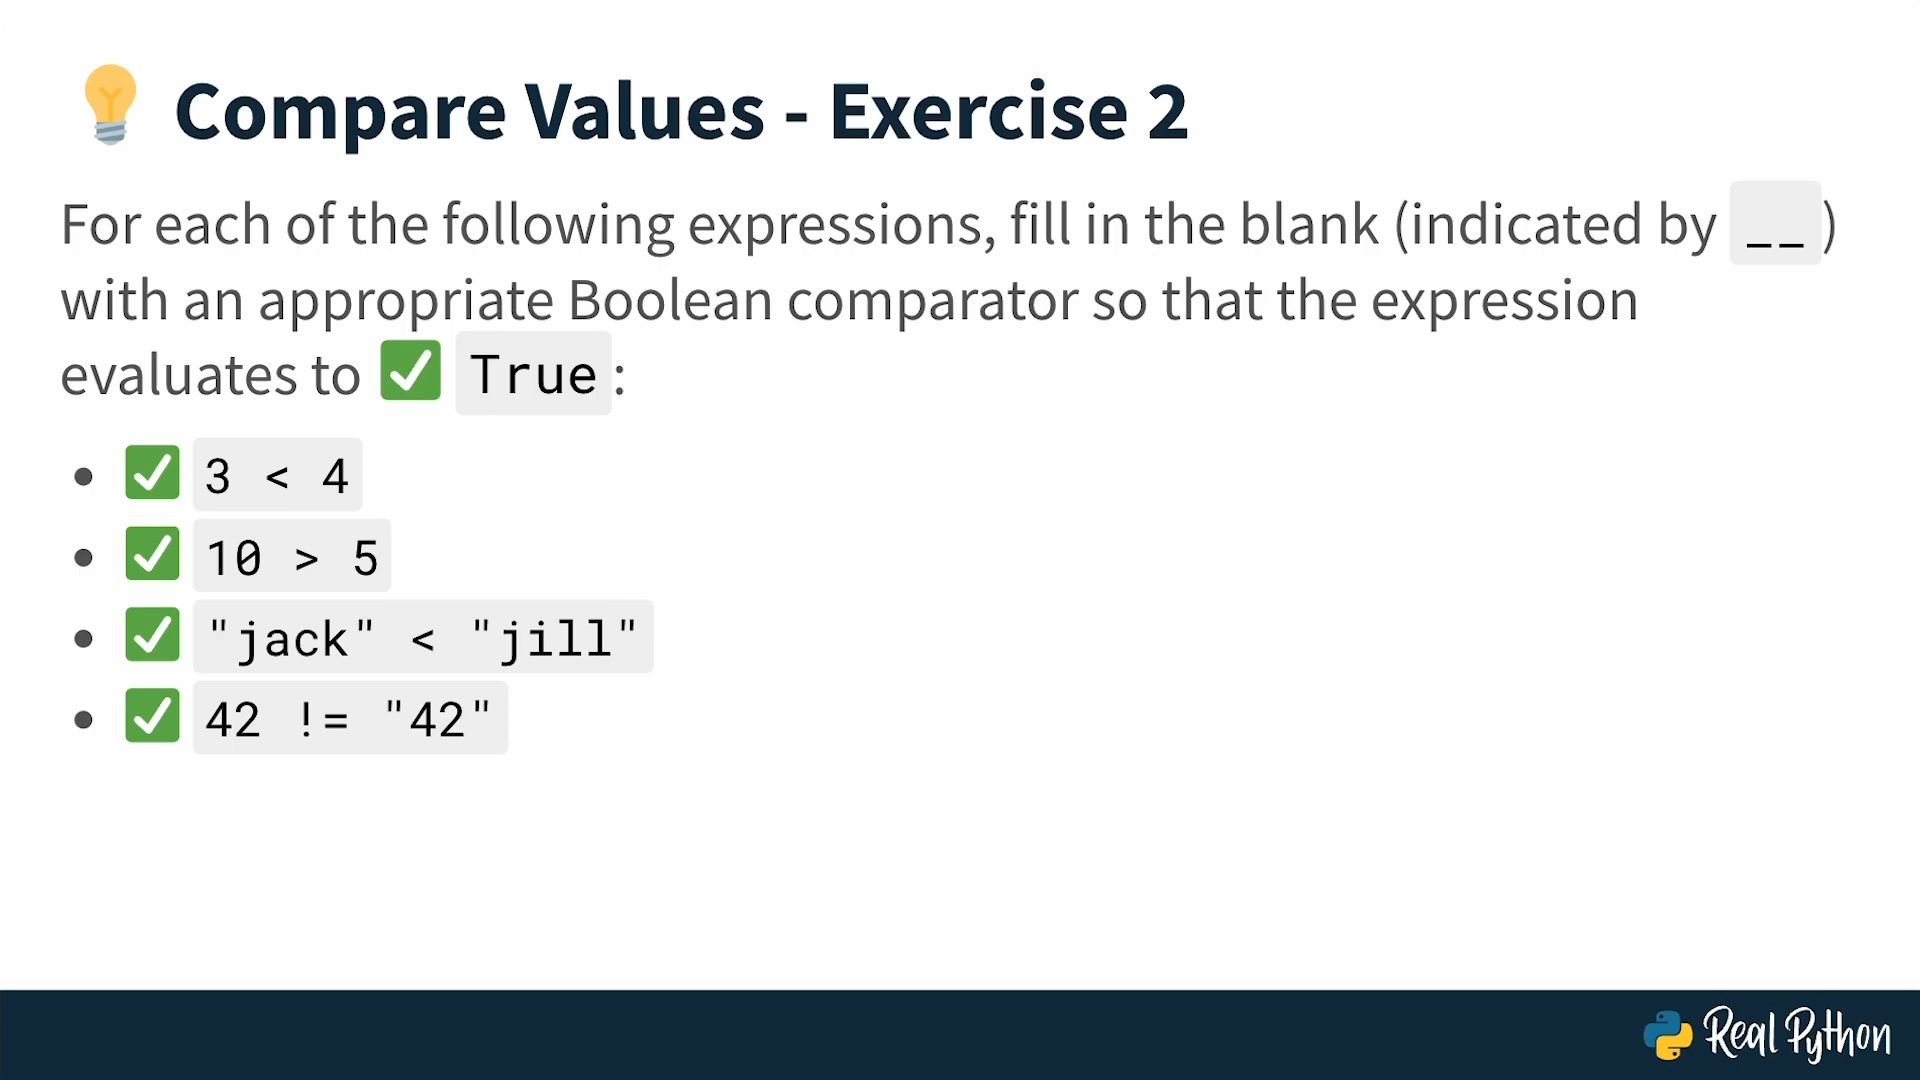 Compare Values - Exercise 2
For each of the following expressions, fill in the blank (indicated by __)
with an appropriate Boolean comparator so that the expression
evaluates to ✅ True:
• ✅ 3 < 4
• ✅ 10 > 5
• ✅ "jack" < "jill"
• ✅ 42 != "42"
Real Python